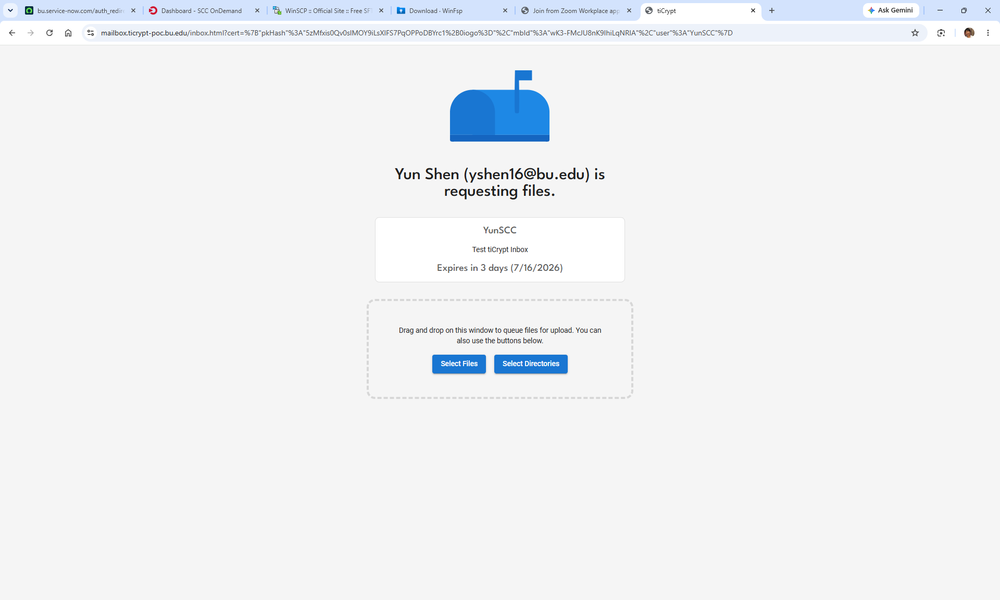 bu.service-now.com/auth_redire
Dashboard - SCC OnDemand
WinSCP :: Official Site :: Free SFT
Download · WinFsp
Join from Zoom Workplace app
tiCrypt
Ask Gemini
mailbox.ticrypt-poc.bu.edu/inbox.html?cert=%7B"pkHash"%3A"5zMfxis0Qv0slMOY9iLsXlFS7PqOPPoDBYrc1%2B0iogo%3D"%2C"mbId"%3A"wK3-FMcJU8nK9IhiLqNRIA"%2C"user"%3A"YunSCC"%7D
Yun Shen (yshen16@bu.edu) is
requesting files.
YunSCC
Test tiCrypt Inbox
Expires in 3 days (7/16/2026)
Drag and drop on this window to queue files for upload. You can
also use the buttons below.
Select Files
Select Directories